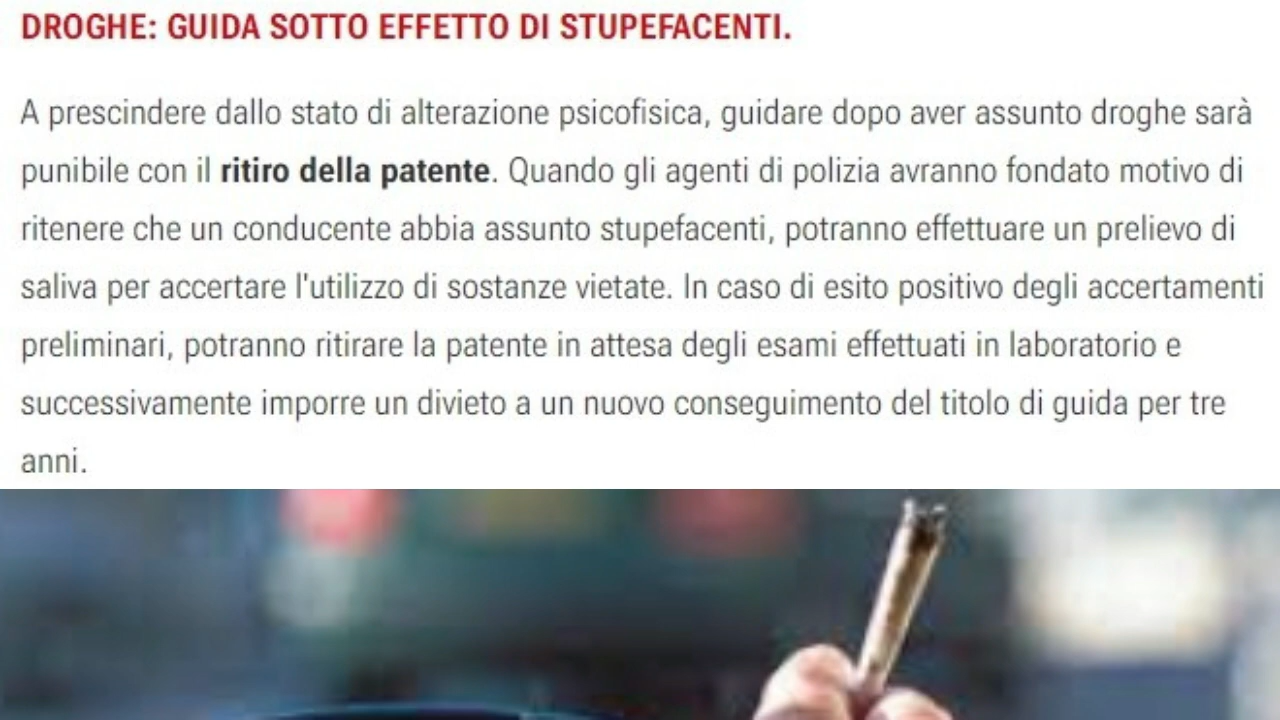 DROGHE: GUIDA SOTTO EFFETTO DI STUPEFACENTI.
A prescindere dallo stato di alterazione psicofisica, guidare dopo aver assunto droghe sarà
punibile con il ritiro della patente. Quando gli agenti di polizia avranno fondato motivo di
ritenere che un conducente abbia assunto stupefacenti, potranno effettuare un prelievo di
saliva per accertare l'utilizzo di sostanze vietate. In caso di esito positivo degli accertamenti
preliminari, potranno ritirare la patente in attesa degli esami effettuati in laboratorio e
successivamente imporre un divieto a un nuovo conseguimento del titolo di guida per tre
anni.